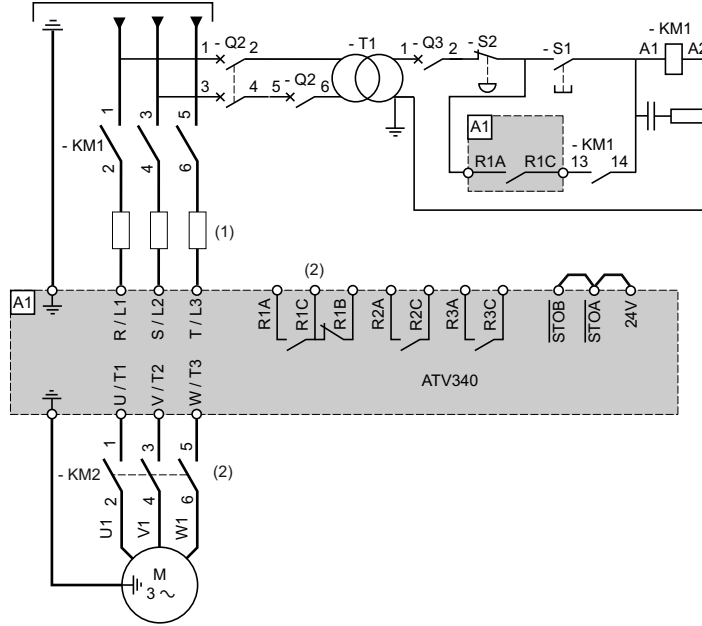 1 - Q2 2
- T1
1 - Q3 2
- S2
- S1
- KM1
A1 A2
3 4 5 - Q2 6
A1
R1A R1C
- KM1
13 14
1 3 5
- KM1
2 4 6
(1)
(2)
A1
R / L1
S / L2
T / L3
R1A
R1C
R1B
R2A
R2C
R3A
R3C
STOB
STOA
24V
ATV340
U / T1
V / T2
W / T3
1 3 5
- KM2
(2)
2 4 6
U1
V1
W1
M
3 ~